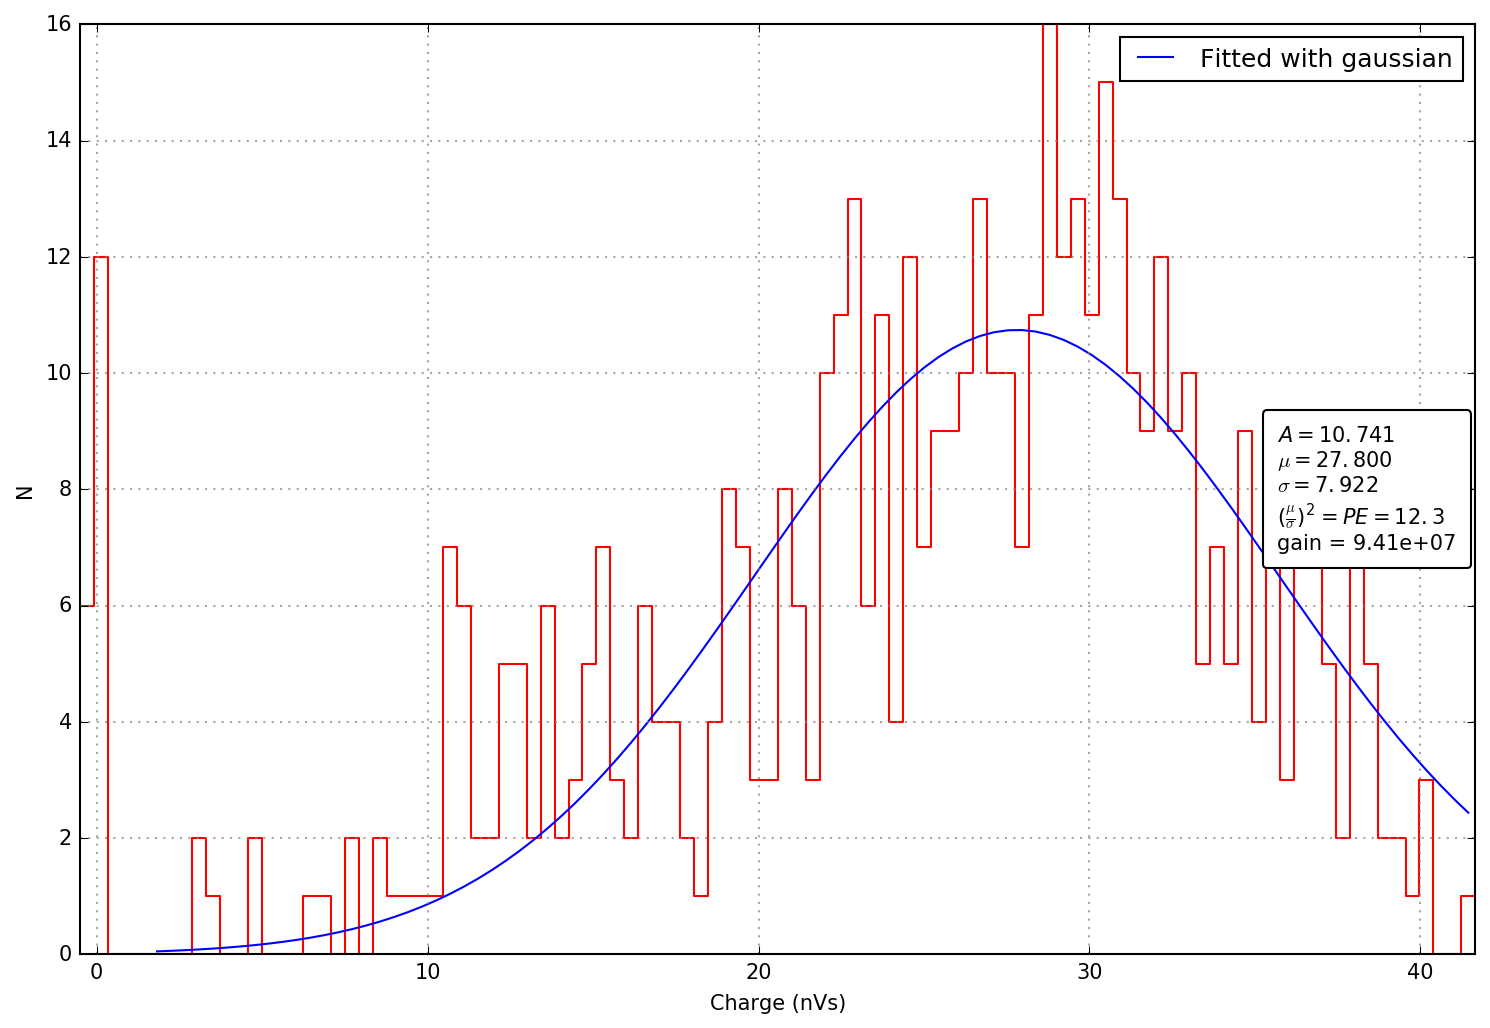 16
14
12
10
8
6
4
2
0
N
0 10 20 30 40
Charge (nVs)
Fitted with gaussian
A = 10.741
μ = 27.800
σ = 7.922
(μ/σ)² = PE = 12.3
gain = 9.41e+07